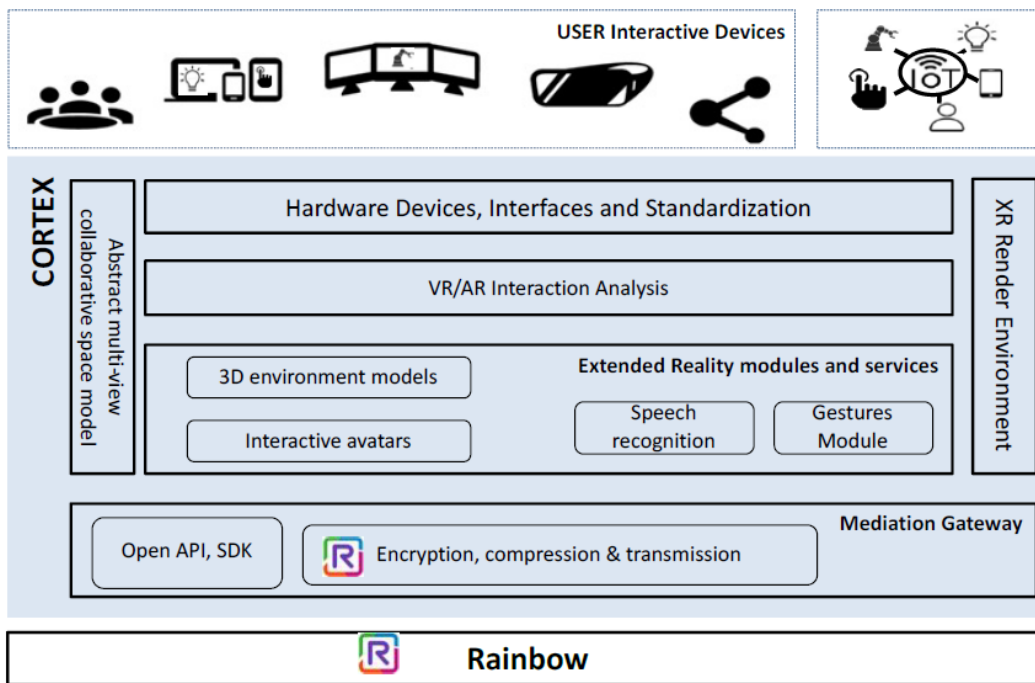 USER Interactive Devices
IOT
CORTEX
Abstract multi-view
collaborative space model
Hardware Devices, Interfaces and Standardization
VR/AR Interaction Analysis
Extended Reality modules and services
3D environment models
Interactive avatars
Speech
recognition
Gestures
Module
XR Render Environment
Mediation Gateway
Open API, SDK
R
Encryption, compression & transmission
R
Rainbow